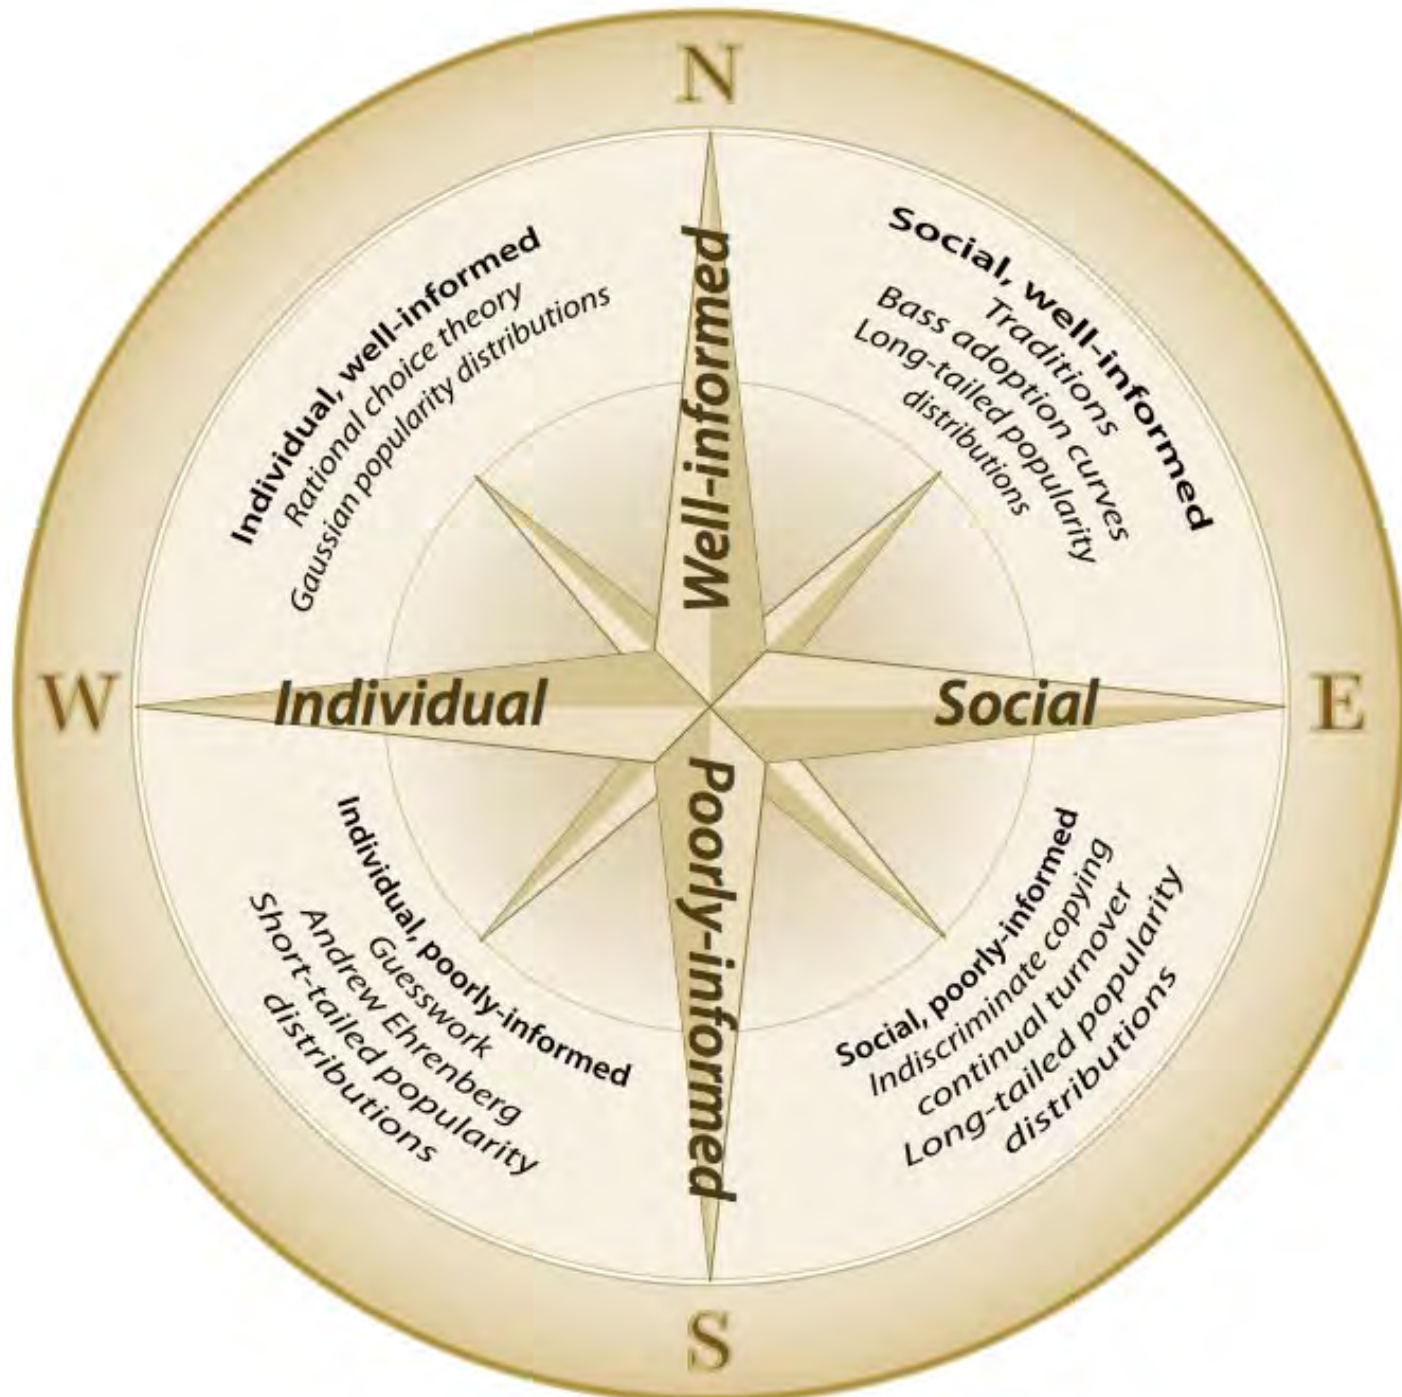 N
Well-informed
Individual, well-informed
Rational choice theory
Gaussian popularity distributions
Social, well-informed
Traditions
Bass adoption curves
Long-tailed popularity
distributions
W
Individual
Social
E
Individual, poorly-informed
Guesswork
Andrew Ehrenberg
Short-tailed popularity
distributions
Poorly-informed
Social, poorly-informed
Indiscriminate copying
continual turnover
Long-tailed popularity
distributions
S